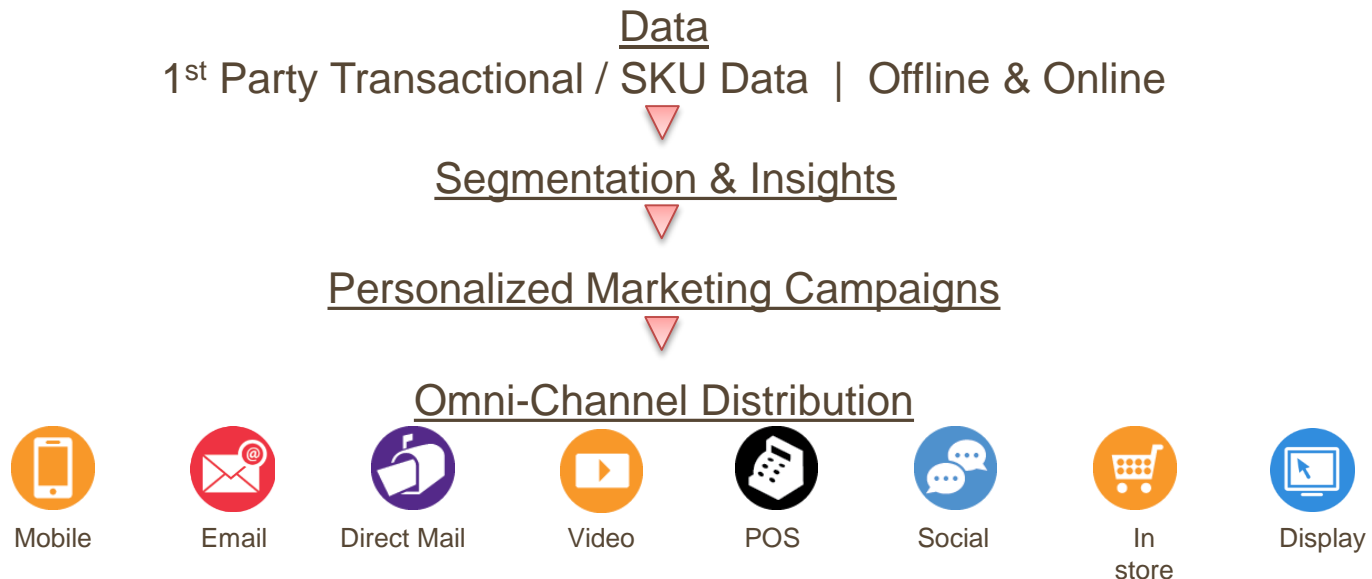 Data
1st Party Transactional / SKU Data | Offline & Online
Segmentation & Insights
Personalized Marketing Campaigns
Omni-Channel Distribution
@
Mobile Email Direct Mail Video POS Social In Display
store